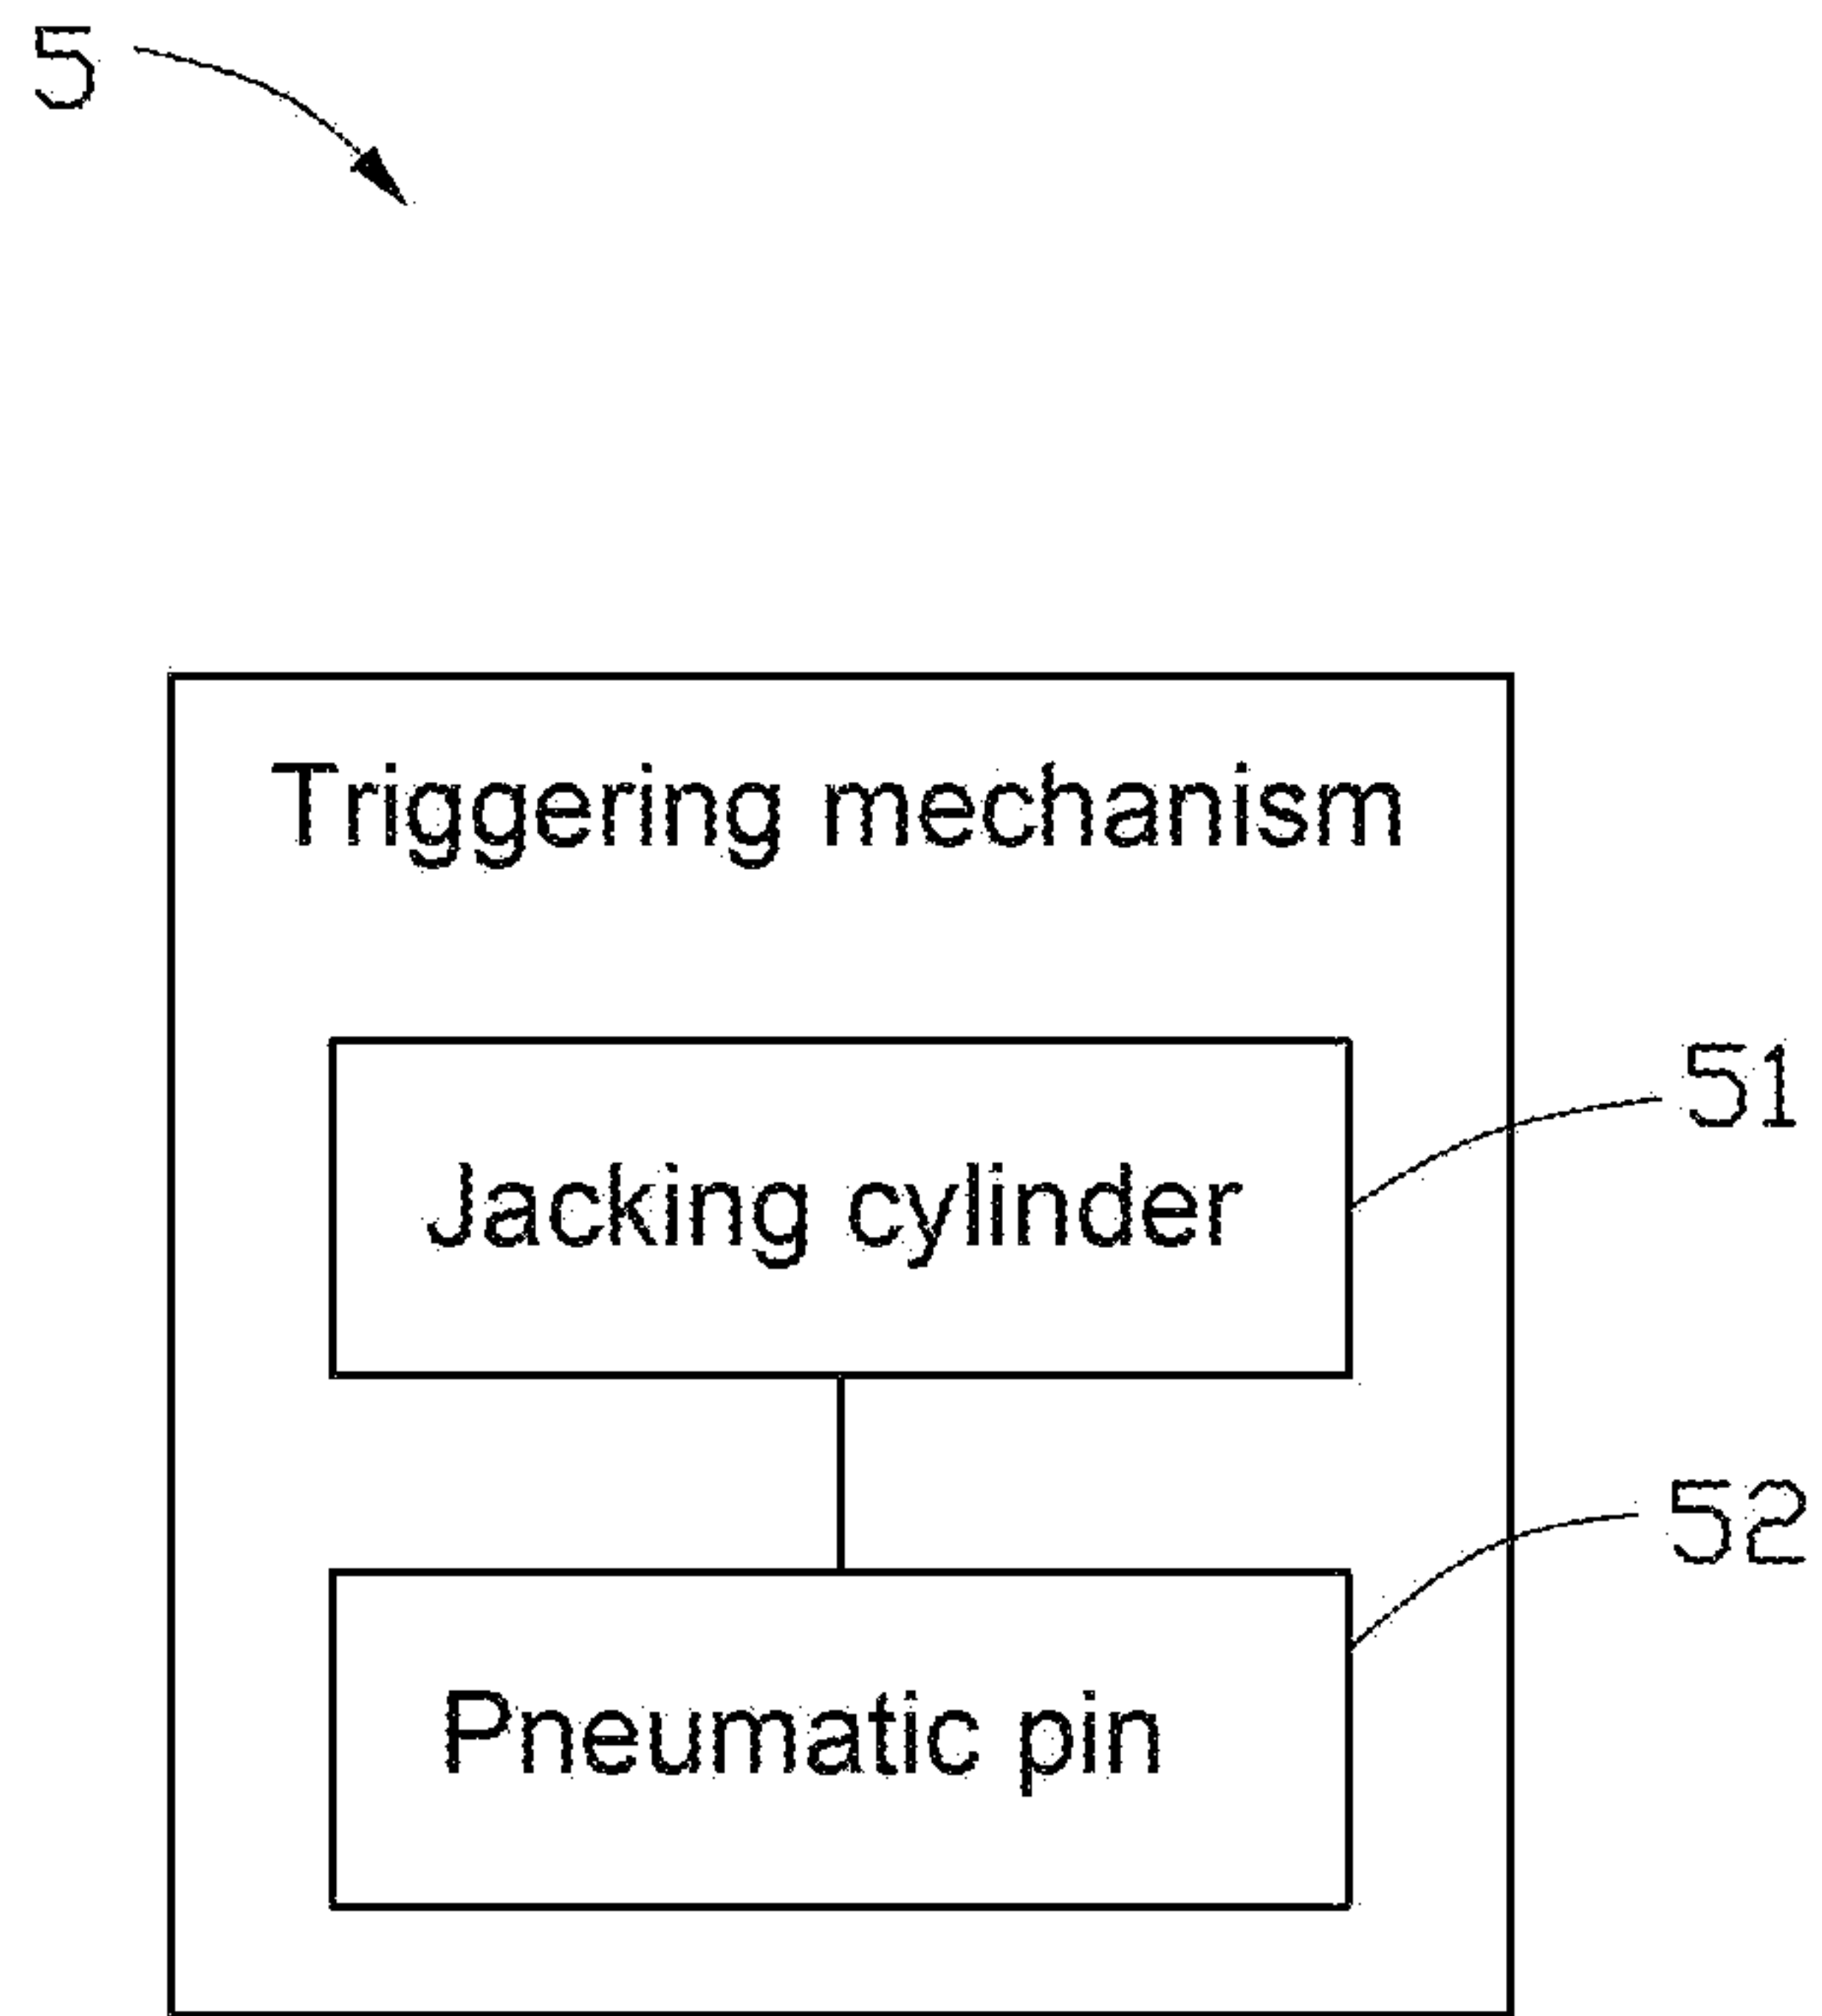 5
Triggering mechanism
51
Jacking cylinder
52
Pneumatic pin